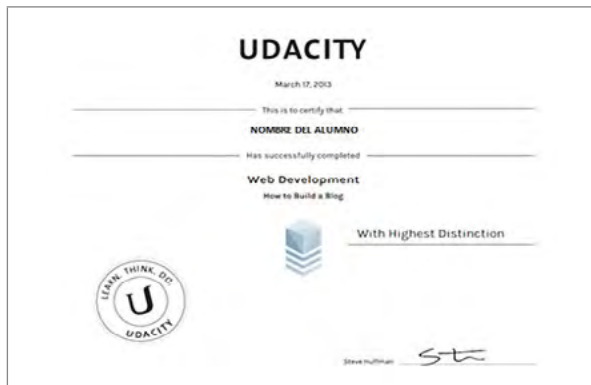 UDACITY
March 17, 2013
This is to certify that
NOMBRE DEL ALUMNO
Has successfully completed
Web Development
How to Build a Blog
With Highest Distinction
LEARN. THINK. DO.
U
UDACITY
Steve Huffman